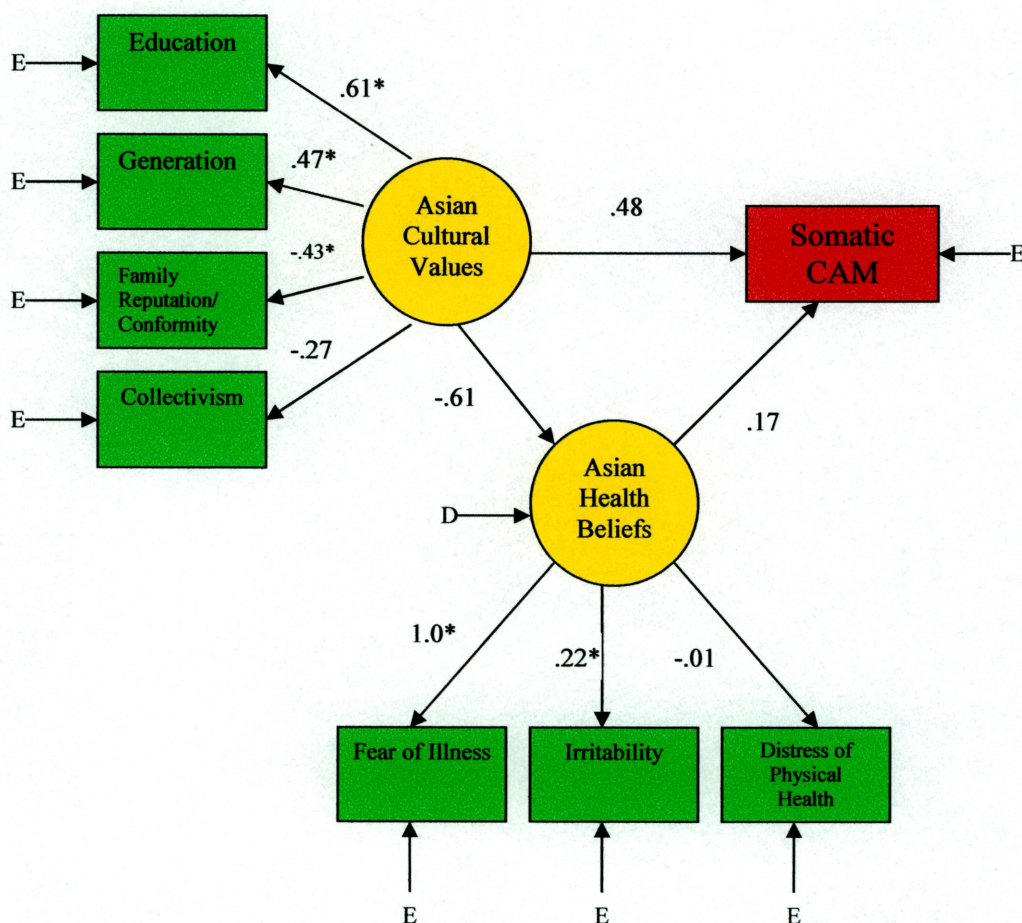 Education
E
.61*
Generation
E
.47*
Asian
Cultural
Values
.48
Somatic
CAM
E
-.43*
Family
Reputation/
Conformity
E
-.27
Collectivism
E
-.61
.17
Asian
Health
Beliefs
D
1.0*
.22*
-.01
Fear of Illness
Irritability
Distress of
Physical
Health
E
E
E